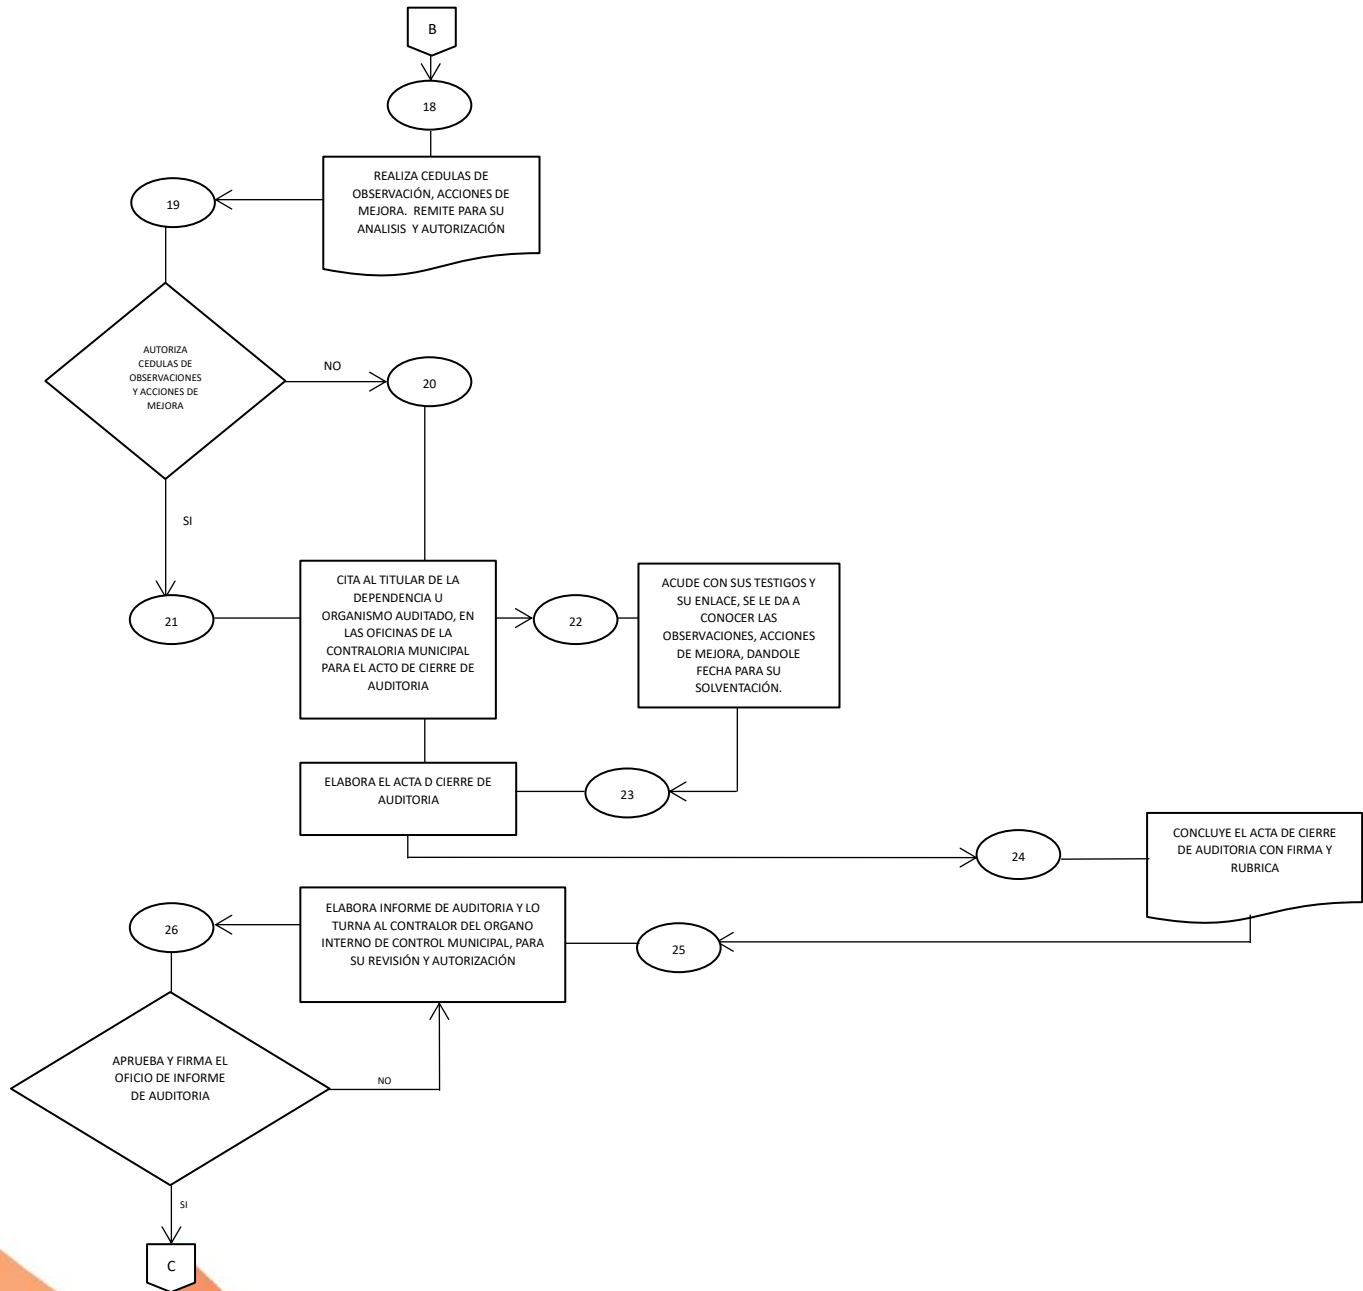 B
18
REALIZA CEDULAS DE
OBSERVACIÓN, ACCIONES DE
MEJORA. REMITE PARA SU
ANALISIS Y AUTORIZACIÓN
19
AUTORIZA
CEDULAS DE
OBSERVACIONES
Y ACCIONES DE
MEJORA
NO
20
SI
21
CITA AL TITULAR DE LA
DEPENDENCIA U
ORGANISMO AUDITADO, EN
LAS OFICINAS DE LA
CONTRALORIA MUNICIPAL
PARA EL ACTO DE CIERRE DE
AUDITORIA
22
ACUDE CON SUS TESTIGOS Y
SU ENLACE, SE LE DA A
CONOCER LAS
OBSERVACIONES, ACCIONES
DE MEJORA, DANDOLE
FECHA PARA SU
SOLVENTACIÓN.
23
ELABORA EL ACTA D CIERRE DE
AUDITORIA
24
CONCLUYE EL ACTA DE CIERRE
DE AUDITORIA CON FIRMA Y
RUBRICA
25
ELABORA INFORME DE AUDITORIA Y LO
TURNA AL CONTRALOR DEL ORGANO
INTERNO DE CONTROL MUNICIPAL, PARA
SU REVISIÓN Y AUTORIZACIÓN
26
APRUEBA Y FIRMA EL
OFICIO DE INFORME
DE AUDITORIA
NO
SI
C